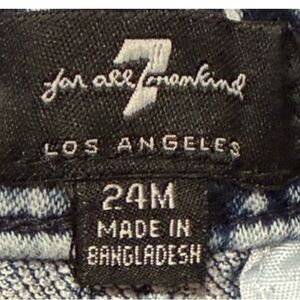 for all 7 mankind
LOS ANGELES
24M
MADE IN
BANGLADESH